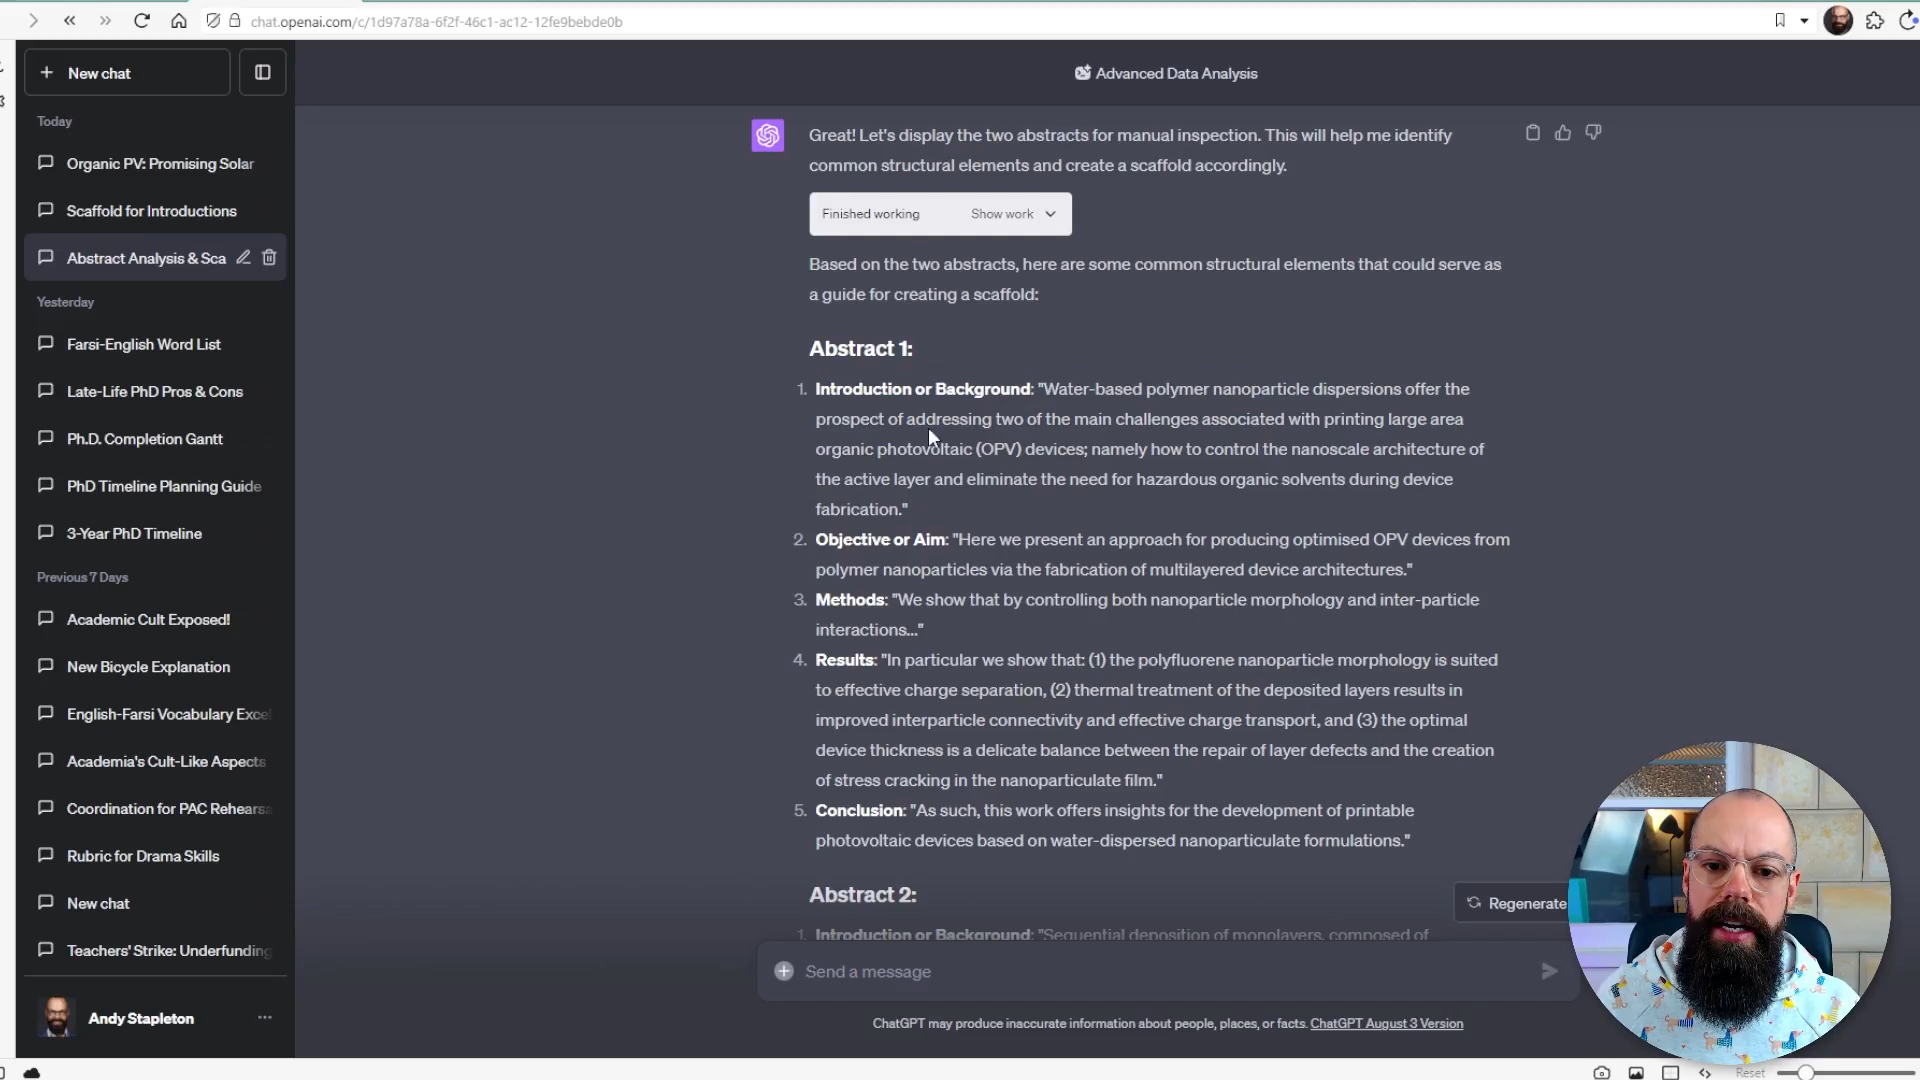 chat.openai.com/c/1d97a78a-6f2f-46c1-ac12-12fe9bebde0b
New chat
Today
Organic PV: Promising Solar
Scaffold for Introductions
Abstract Analysis & Sca
Yesterday
Farsi-English Word List
Late-Life PhD Pros & Cons
Ph.D. Completion Gantt
PhD Timeline Planning Guide
3-Year PhD Timeline
Previous 7 Days
Academic Cult Exposed!
New Bicycle Explanation
English-Farsi Vocabulary Excel
Academia's Cult-Like Aspects
Coordination for PAC Rehearsa
Rubric for Drama Skills
New chat
Teachers' Strike: Underfunding
Andy Stapleton
Advanced Data Analysis
Great! Let's display the two abstracts for manual inspection. This will help me identify
common structural elements and create a scaffold accordingly.
Finished working Show work
Based on the two abstracts, here are some common structural elements that could serve as
a guide for creating a scaffold:
Abstract 1:
1. Introduction or Background: "Water-based polymer nanoparticle dispersions offer the
prospect of addressing two of the main challenges associated with printing large area
organic photovoltaic (OPV) devices; namely how to control the nanoscale architecture of
the active layer and eliminate the need for hazardous organic solvents during device
fabrication."
2. Objective or Aim: "Here we present an approach for producing optimised OPV devices from
polymer nanoparticles via the fabrication of multilayered device architectures."
3. Methods: "We show that by controlling both nanoparticle morphology and inter-particle
interactions..."
4. Results: "In particular we show that: (1) the polyfluorene nanoparticle morphology is suited
to effective charge separation, (2) thermal treatment of the deposited layers results in
improved interparticle connectivity and effective charge transport, and (3) the optimal
device thickness is a delicate balance between the repair of layer defects and the creation
of stress cracking in the nanoparticulate film."
5. Conclusion: "As such, this work offers insights for the development of printable
photovoltaic devices based on water-dispersed nanoparticulate formulations."
Abstract 2:
Regenerate
1. Introduction or Background: "Sequential deposition of monolayers, composed of
Send a message
ChatGPT may produce inaccurate information about people, places, or facts. ChatGPT August 3 Version
Reset